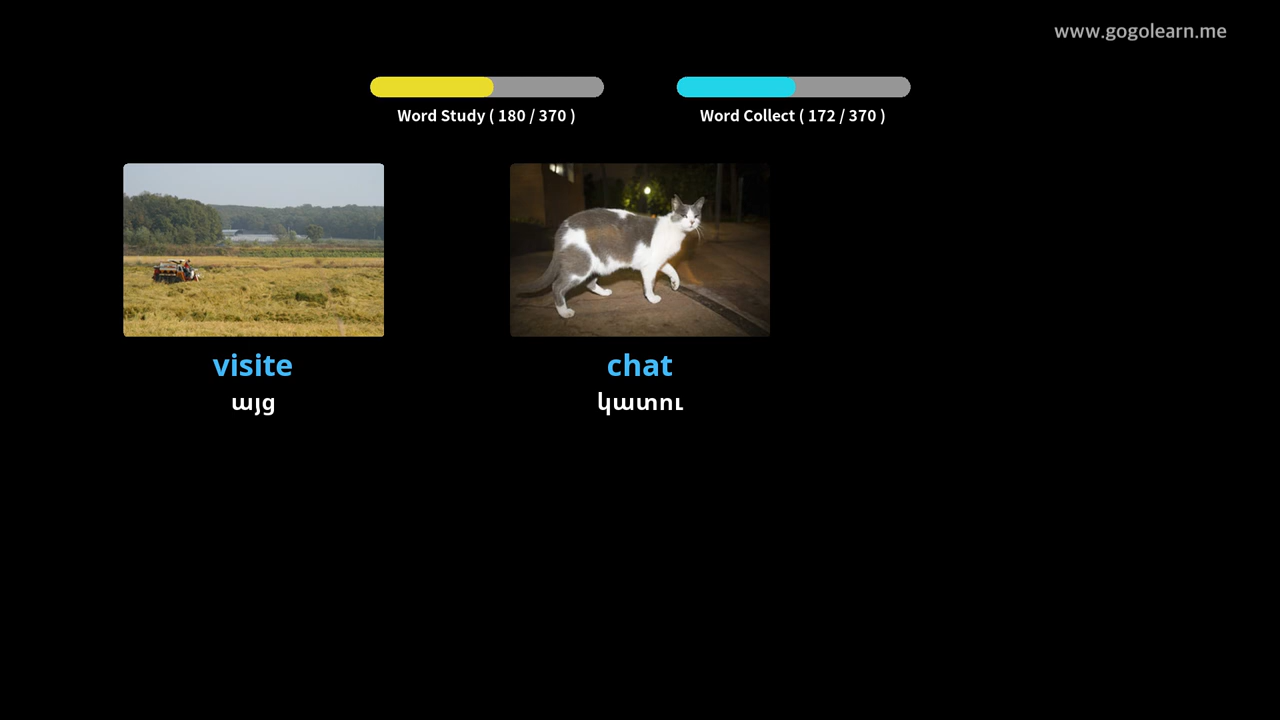 www.gogolearn.me
Word Study ( 180 / 370 )
Word Collect ( 172 / 370 )
visite
chat
այց
կատու